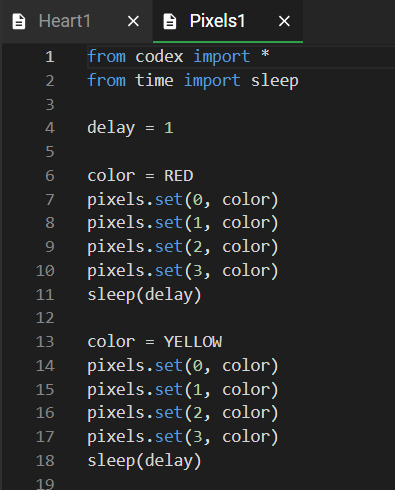 Heart1 × Pixels1 ×
1 from codex import *
2 from time import sleep
3
4 delay = 1
5
6 color = RED
7 pixels.set(0, color)
8 pixels.set(1, color)
9 pixels.set(2, color)
10 pixels.set(3, color)
11 sleep(delay)
12
13 color = YELLOW
14 pixels.set(0, color)
15 pixels.set(1, color)
16 pixels.set(2, color)
17 pixels.set(3, color)
18 sleep(delay)
19